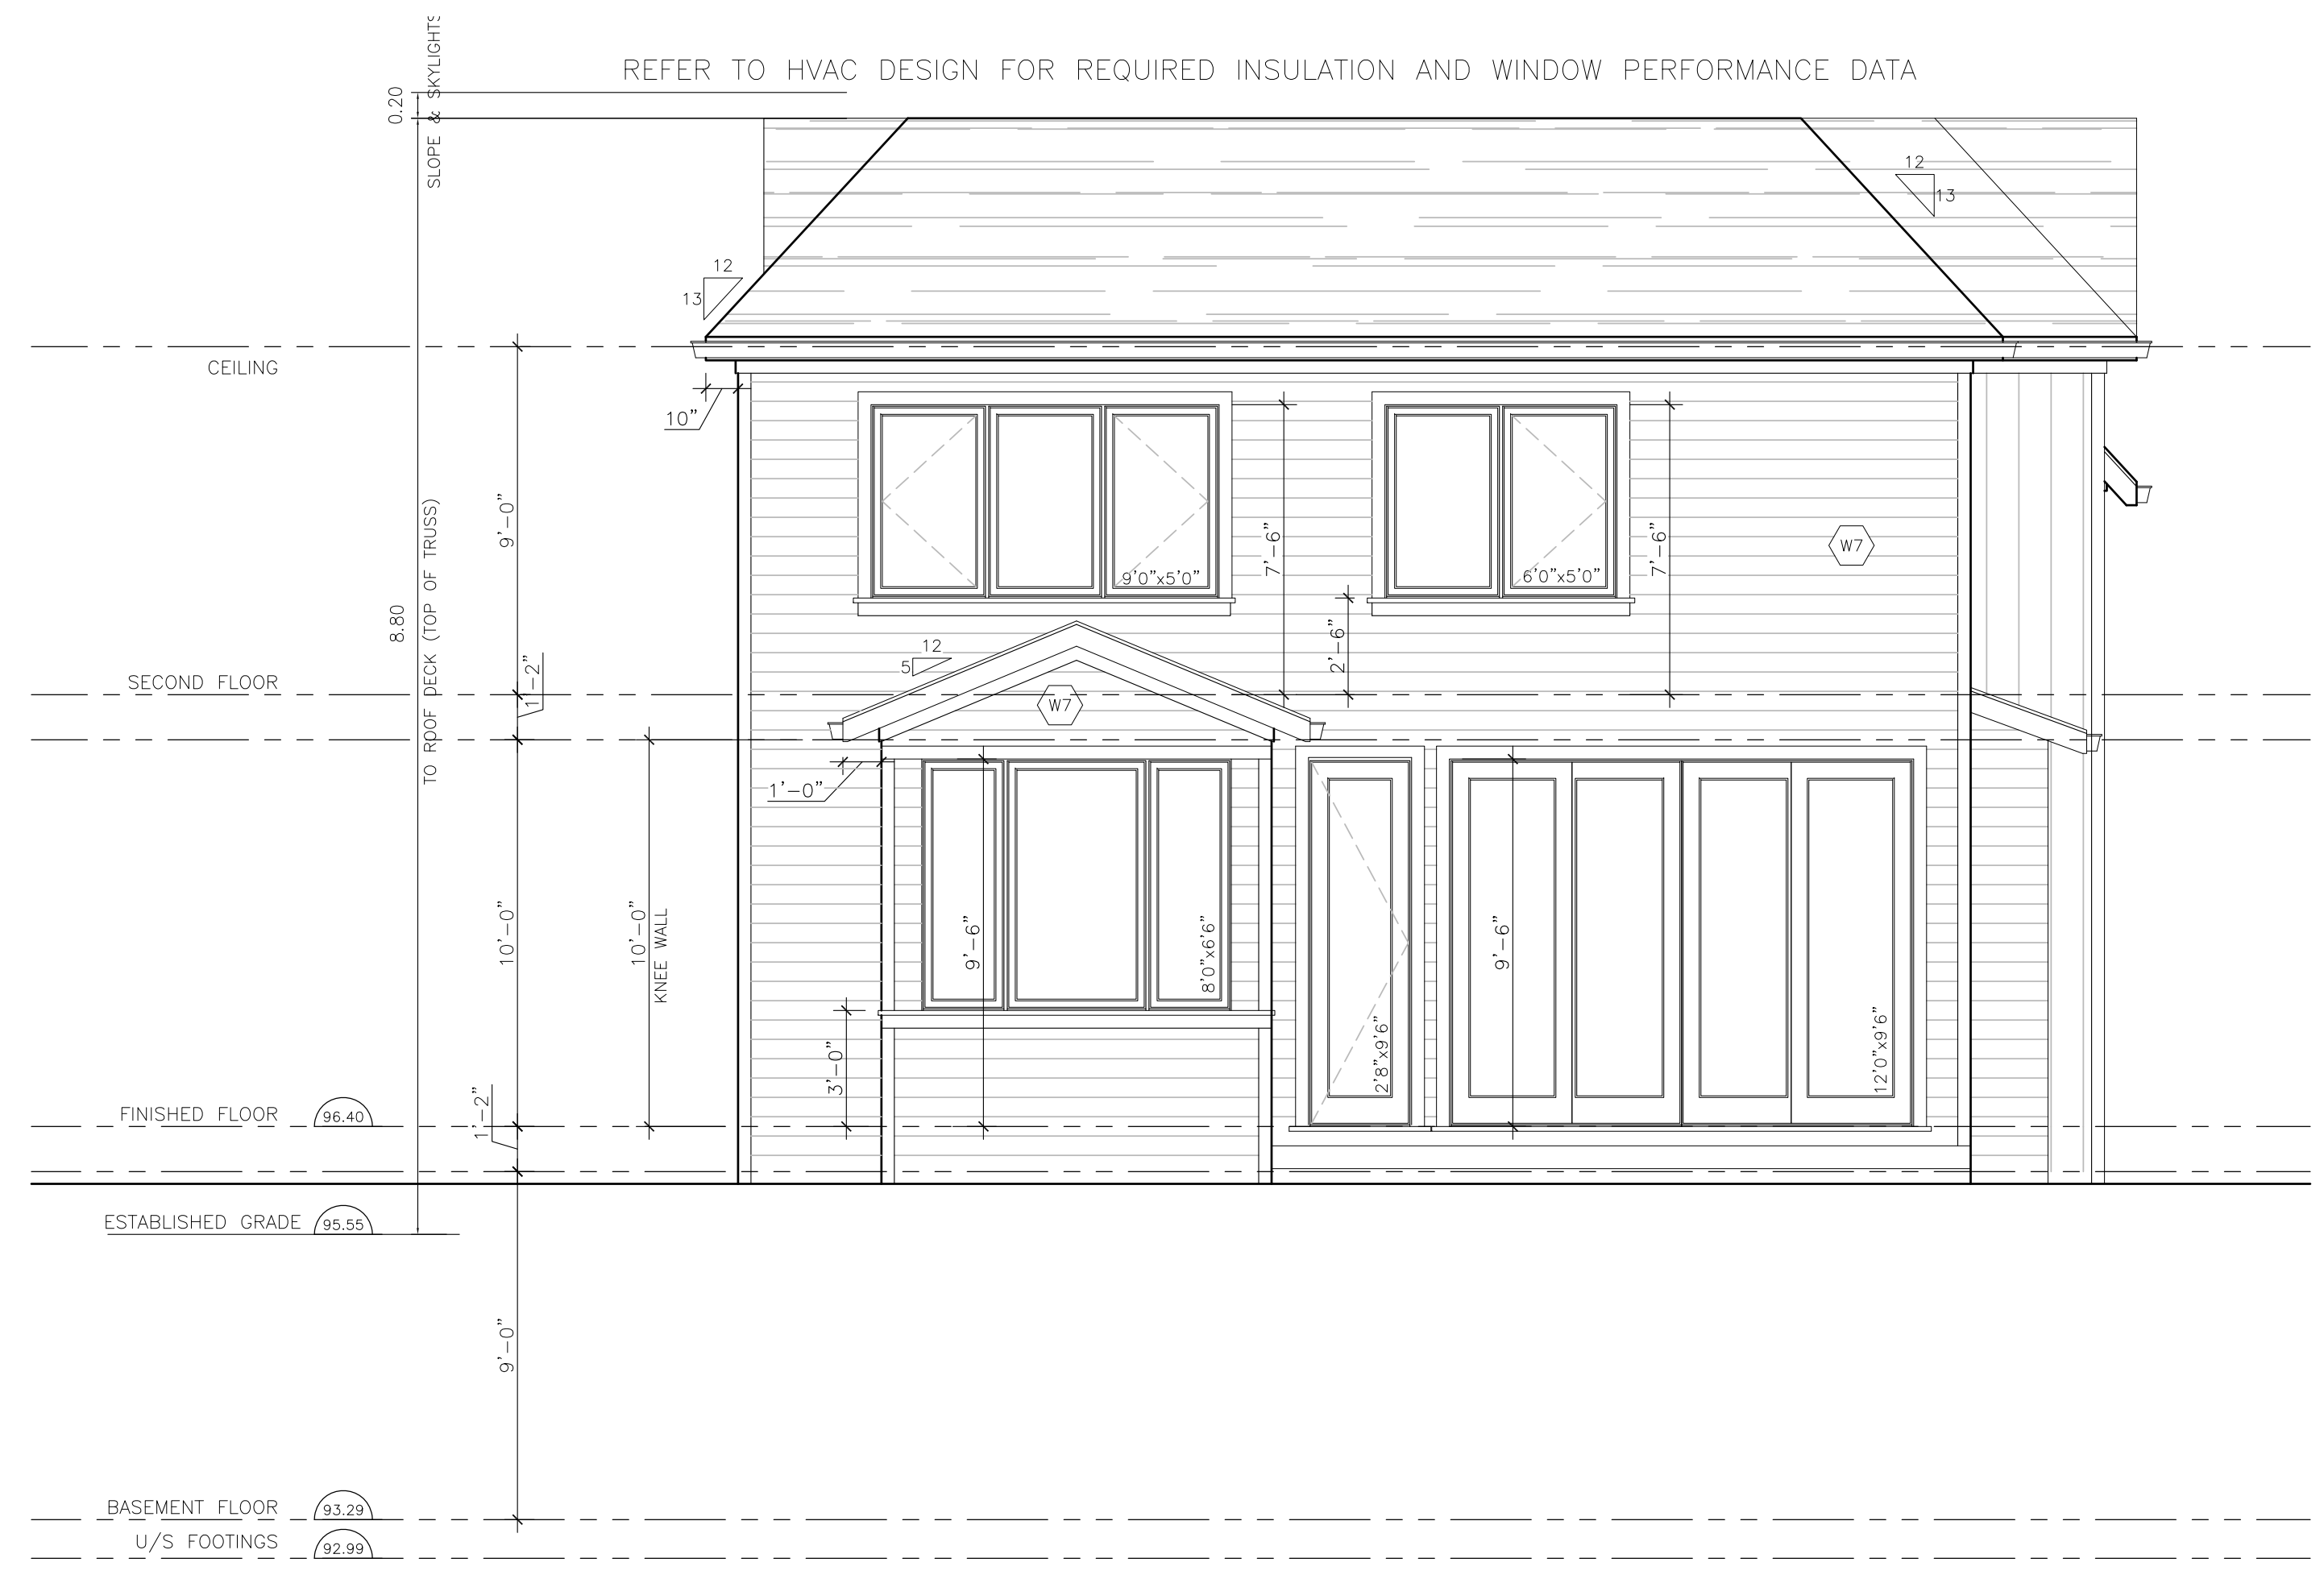 REFER TO HVAC DESIGN FOR REQUIRED INSULATION AND WINDOW PERFORMANCE DATA
0.20
SLOPE & SKYLIGHTS
12
13
12
13
CEILING
10"
9'-0"
7'-6"
7'-6"
9'0"x5'0"
6'0"x5'0"
W7
8.80
TO ROOF DECK (TOP OF TRUSS)
2'-6"
12
5
SECOND FLOOR
1'-2"
W7
1'-0"
10'-0"
10'-0"
KNEE WALL
9'-6"
8'0"x6'6"
9'-6"
3'-0"
2'8"x9'6"
12'0"x9'6"
FINISHED FLOOR 96.40
1'-2"
ESTABLISHED GRADE 95.55
9'-0"
BASEMENT FLOOR 93.29
U/S FOOTINGS 92.99